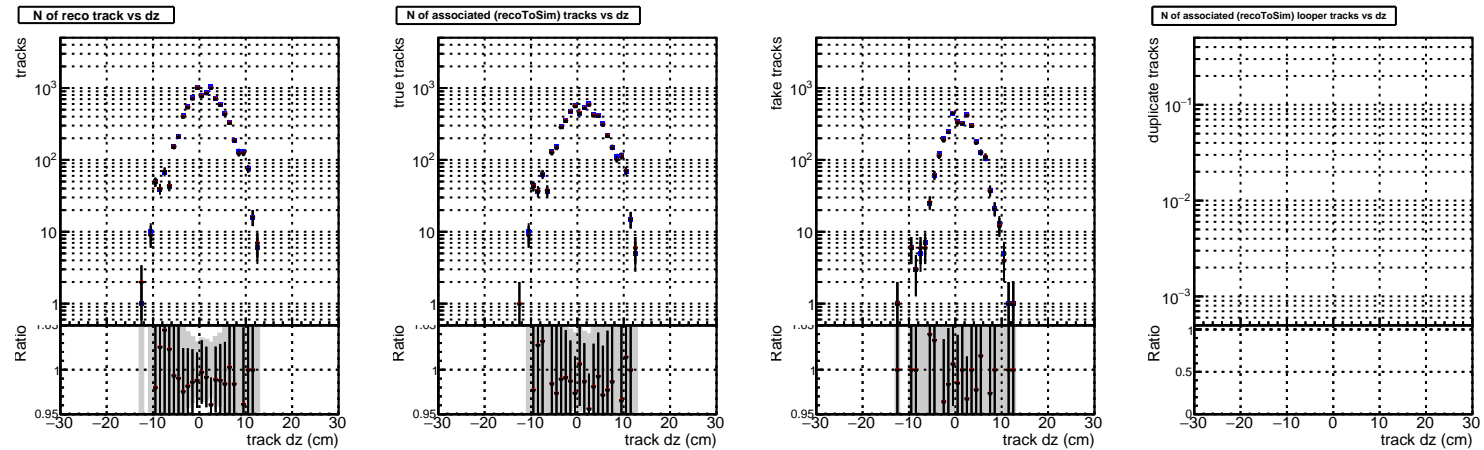 N of reco track vs dz
tracks
10³
10²
10
1
Ratio
1.05
1
0.95
−30 −20 −10 0 10 20 30
track dz (cm)
N of associated (recoToSim) tracks vs dz
true tracks
10³
10²
10
1
Ratio
1
0.95
−30 −20 −10 0 10 20 30
track dz (cm)
fake tracks
10³
10²
10
1
Ratio
1
0.95
−30 −20 −10 0 10 20 30
track dz (cm)
N of associated (recoToSim) looper tracks vs dz
duplicate tracks
10⁻¹
10⁻²
10⁻³
Ratio
1
0.5
0
−30 −20 −10 0 10 20 30
track dz (cm)